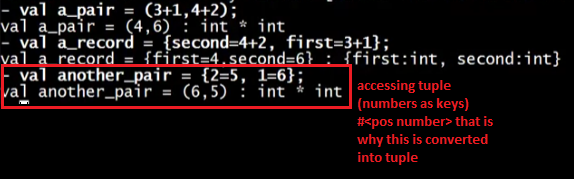 - val a_pair = (3+1,4+2);
val a_pair = (4,6) : int * int
- val a_record = {second=4+2, first=3+1};
val a_record = {first=4,second=6} : {first:int, second:int}
- val another_pair = {2=5, 1=6};
val another_pair = (6,5) : int * int
accessing tuple
(numbers as keys)
#<pos number> that is
why this is converted
into tuple